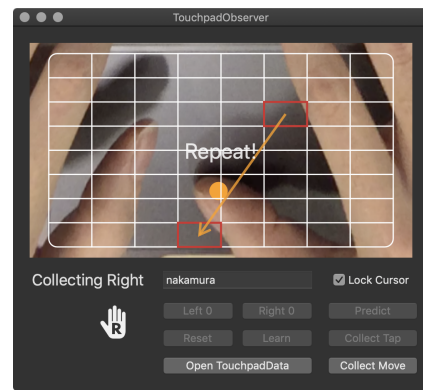 TouchpadObserver
Repeat!
Collecting Right
nakamura
Lock Cursor
R
Left 0
Right 0
Predict
Reset
Learn
Collect Tap
Open TouchpadData
Collect Move